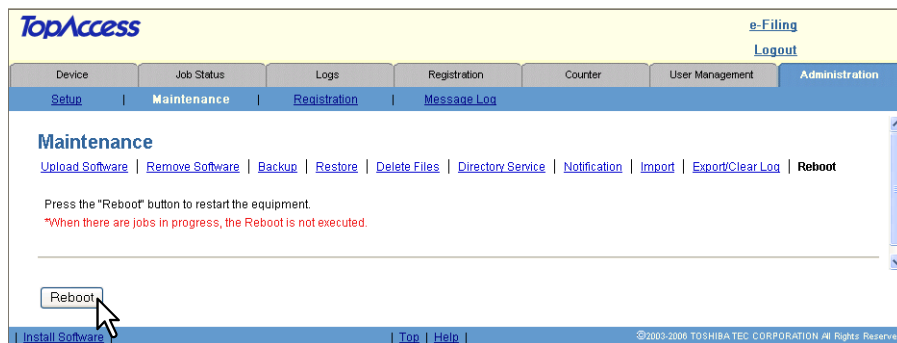 TopAccess
e-Filing
Logout
Device Job Status Logs Registration Counter User Management Administration
Setup | Maintenance | Registration | Message Log
Maintenance
Upload Software | Remove Software | Backup | Restore | Delete Files | Directory Service | Notification | Import | Export/Clear Log | Reboot
Press the "Reboot" button to restart the equipment.
*When there are jobs in progress, the Reboot is not executed.
Reboot
| Install Software | Top | Help | ©2003-2006 TOSHIBA TEC CORPORATION All Rights Reserve